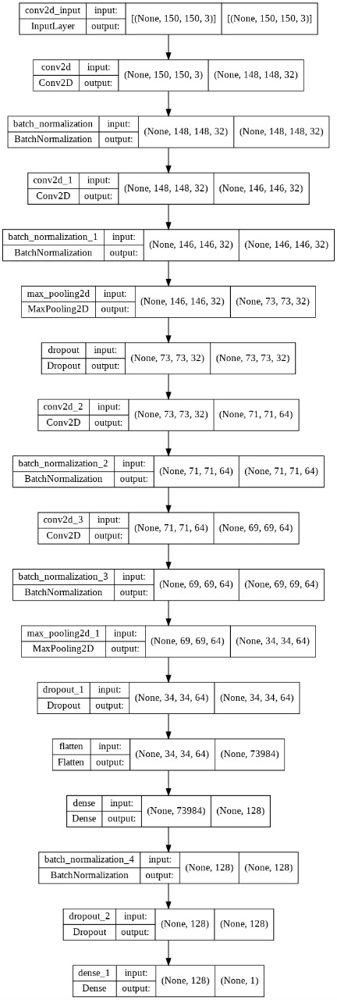 conv2d_input input: [(None, 150, 150, 3)] [(None, 150, 150, 3)]
InputLayer output:
conv2d input: (None, 150, 150, 3) (None, 148, 148, 32)
Conv2D output:
batch_normalization input: (None, 148, 148, 32) (None, 148, 148, 32)
BatchNormalization output:
conv2d_1 input: (None, 148, 148, 32) (None, 146, 146, 32)
Conv2D output:
batch_normalization_1 input: (None, 146, 146, 32) (None, 146, 146, 32)
BatchNormalization output:
max_pooling2d input: (None, 146, 146, 32) (None, 73, 73, 32)
MaxPooling2D output:
dropout input: (None, 73, 73, 32) (None, 73, 73, 32)
Dropout output:
conv2d_2 input: (None, 73, 73, 32) (None, 71, 71, 64)
Conv2D output:
batch_normalization_2 input: (None, 71, 71, 64) (None, 71, 71, 64)
BatchNormalization output:
conv2d_3 input: (None, 71, 71, 64) (None, 69, 69, 64)
Conv2D output:
batch_normalization_3 input: (None, 69, 69, 64) (None, 69, 69, 64)
BatchNormalization output:
max_pooling2d_1 input: (None, 69, 69, 64) (None, 34, 34, 64)
MaxPooling2D output:
dropout_1 input: (None, 34, 34, 64) (None, 34, 34, 64)
Dropout output:
flatten input: (None, 34, 34, 64) (None, 73984)
Flatten output:
dense input: (None, 73984) (None, 128)
Dense output:
batch_normalization_4 input: (None, 128) (None, 128)
BatchNormalization output:
dropout_2 input: (None, 128) (None, 128)
Dropout output:
dense_1 input: (None, 128) (None, 1)
Dense output: